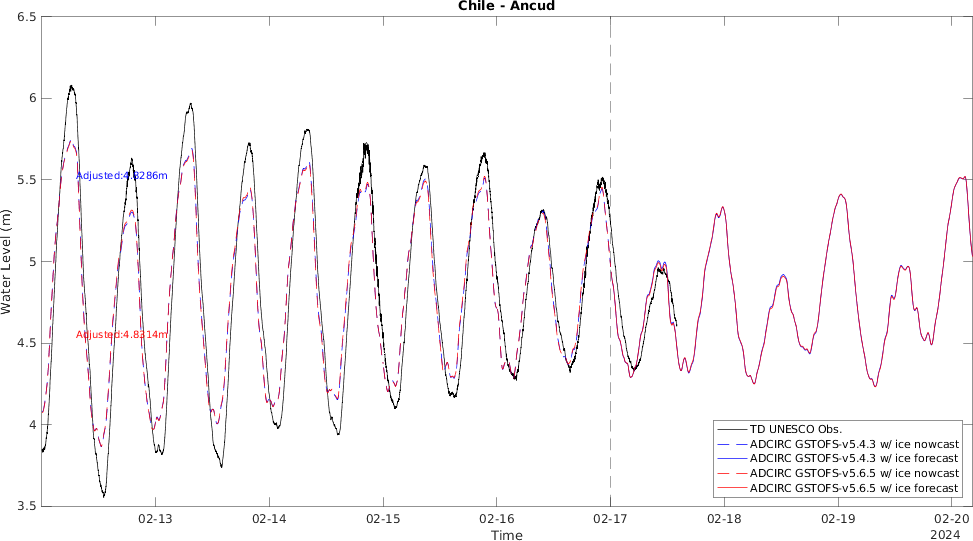 Chile - Ancud
6.5
6
5.5
5
4.5
4
3.5
Water Level (m)
Adjusted:4.8286m
Adjusted:4.8314m
TD UNESCO Obs.
ADCIRC GSTOFS-v5.4.3 w/ ice nowcast
ADCIRC GSTOFS-v5.4.3 w/ ice forecast
ADCIRC GSTOFS-v5.6.5 w/ ice nowcast
ADCIRC GSTOFS-v5.6.5 w/ ice forecast
02-13 02-14 02-15 02-16 02-17 02-18 02-19 02-20
Time
2024